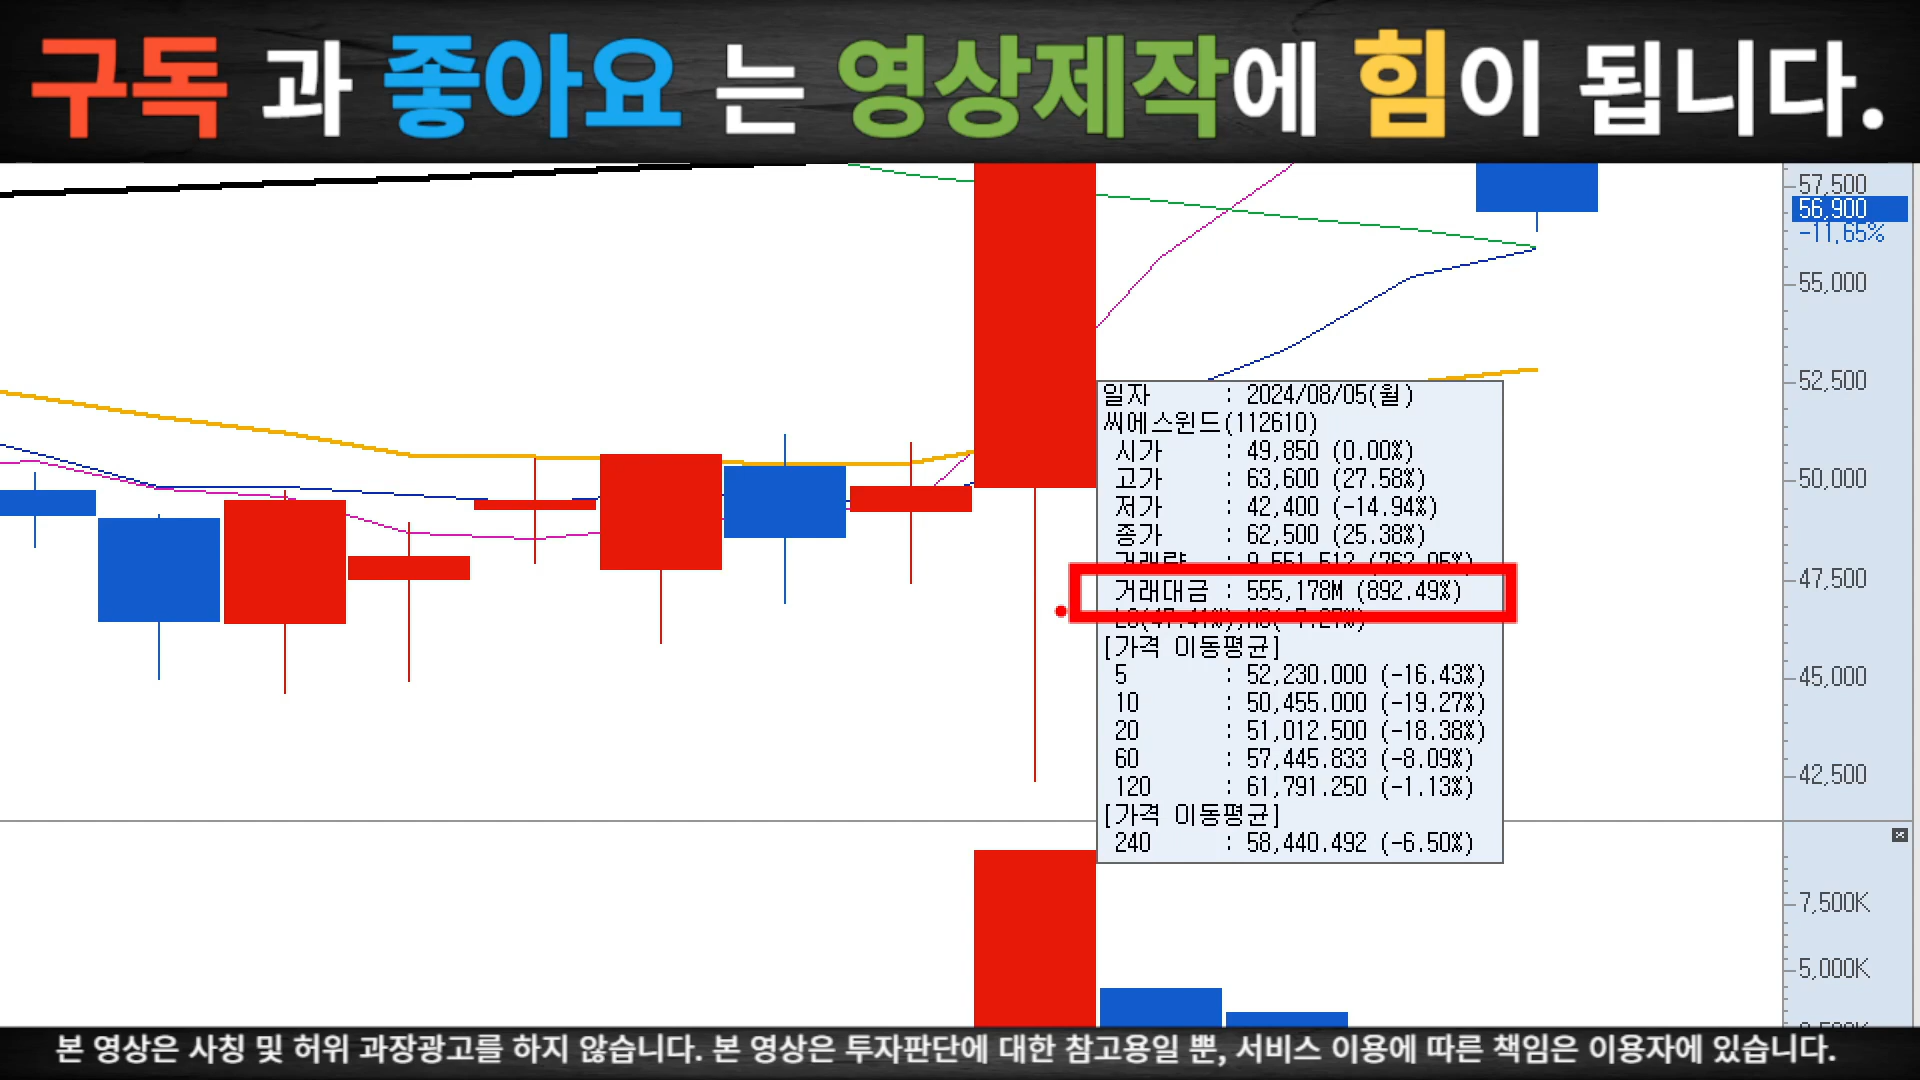 구독 과 좋아요 는 영상제작에 힘이 됩니다.
57,500
56,900
-11,65%
55,000
52,500
50,000
47,500
45,000
42,500
일자 : 2024/08/05(월)
씨에스윈드(112610)
시가 : 49,850 (0.00%)
고가 : 63,600 (27.58%)
저가 : 42,400 (-14.94%)
종가 : 62,500 (25.38%)
거래량 : 9,551,512 (762.05%)
거래대금 : 555,178M (892.49%)
[가격 이동평균]
5 : 52,230.000 (-16.43%)
10 : 50,455.000 (-19.27%)
20 : 51,012.500 (-18.38%)
60 : 57,445.833 (-8.09%)
120 : 61,791.250 (-1.13%)
[가격 이동평균]
240 : 58,440.492 (-6.50%)
7,500K
5,000K
본 영상은 사칭 및 허위 과장광고를 하지 않습니다. 본 영상은 투자판단에 대한 참고용일 뿐, 서비스 이용에 따른 책임은 이용자에 있습니다.